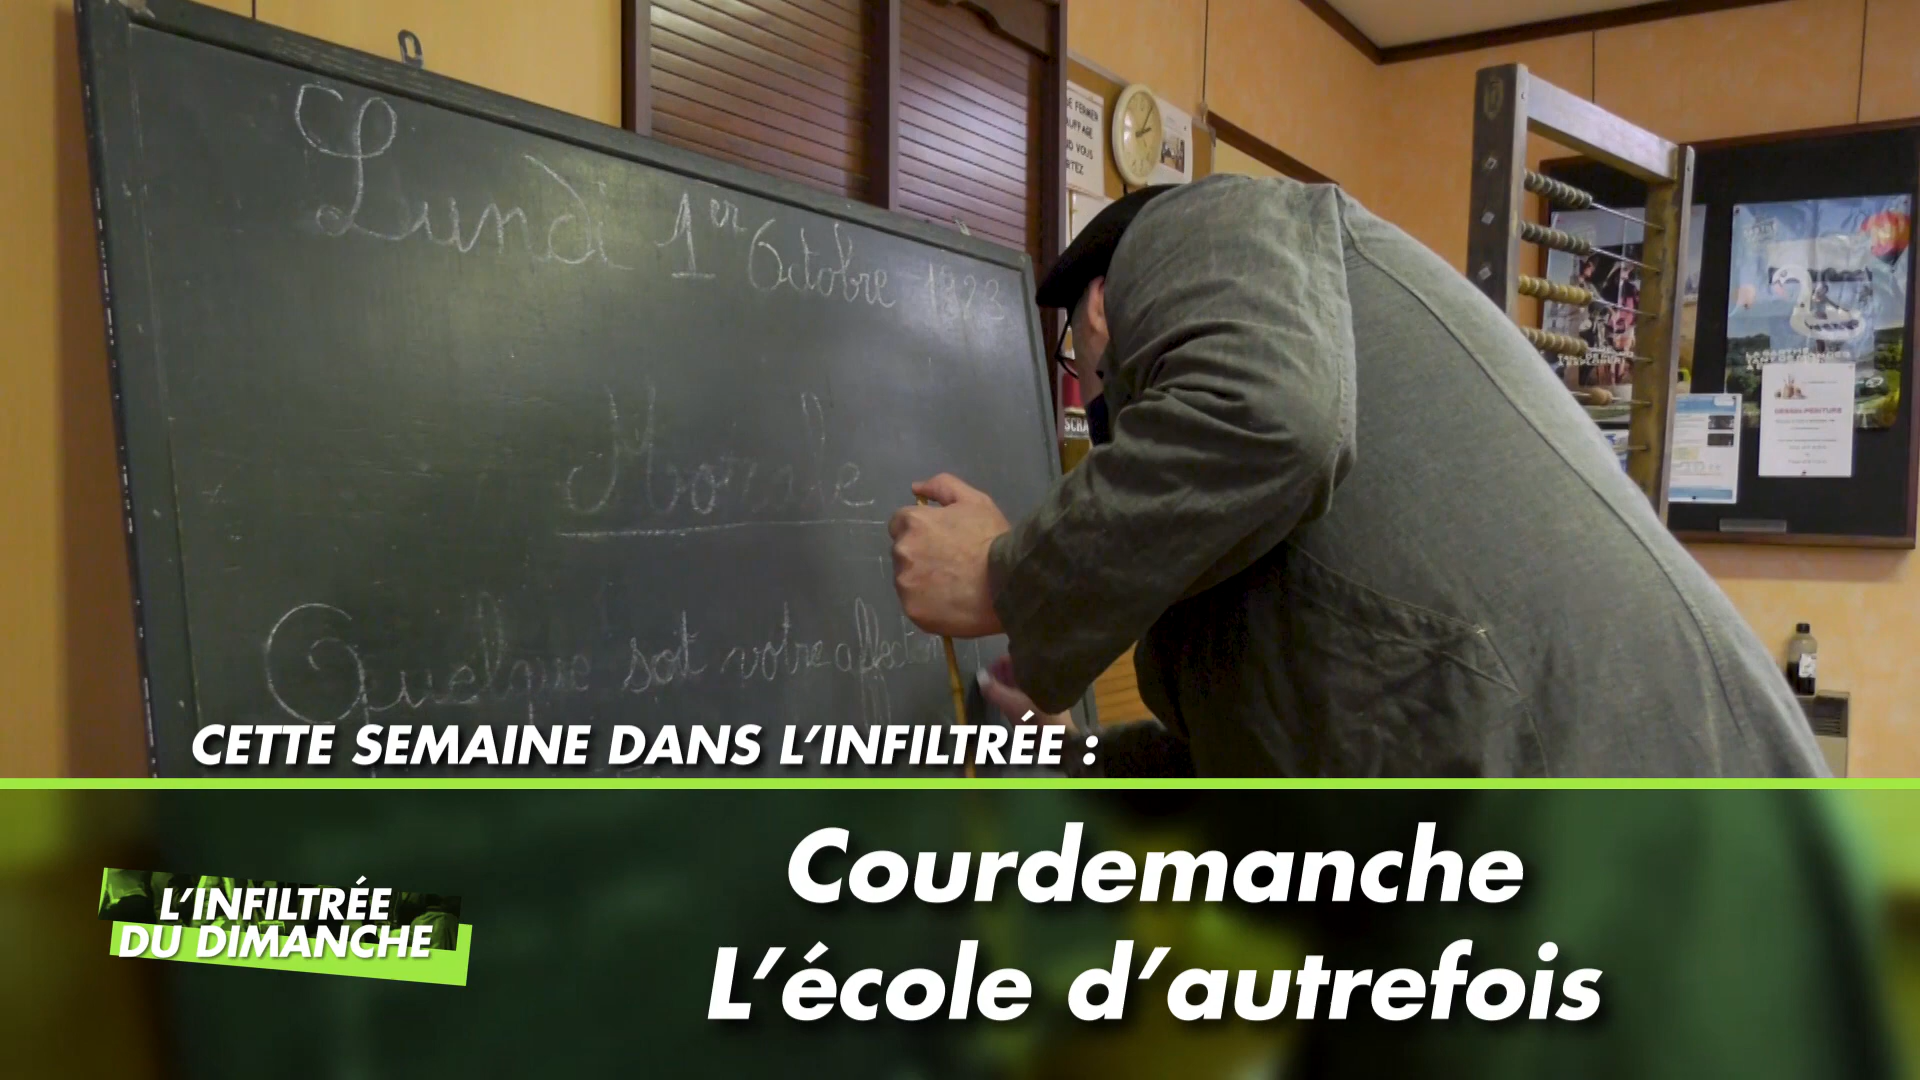 Lundi 1er Octobre 1923
Morale
Quelque soit votre affection
SCRA
CETTE SEMAINE DANS L’INFILTRÉE :
L’INFILTRÉE
DU DIMANCHE
Courdemanche
L’école d’autrefois